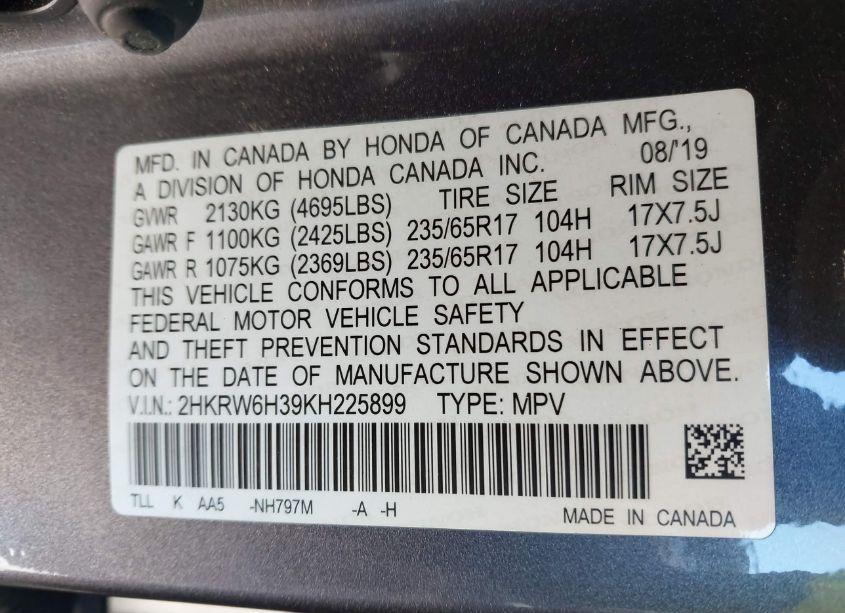 MFD. IN CANADA BY HONDA OF CANADA MFG.,
A DIVISION OF HONDA CANADA INC. 08/'19
GVWR 2130KG (4695LBS) TIRE SIZE RIM SIZE
GAWR F 1100KG (2425LBS) 235/65R17 104H 17X7.5J
GAWR R 1075KG (2369LBS) 235/65R17 104H 17X7.5J
THIS VEHICLE CONFORMS TO ALL APPLICABLE
FEDERAL MOTOR VEHICLE SAFETY
AND THEFT PREVENTION STANDARDS IN EFFECT
ON THE DATE OF MANUFACTURE SHOWN ABOVE.
V.I.N.: 2HKRW6H39KH225899 TYPE: MPV
TLL K AA5 -NH797M -A -H
MADE IN CANADA